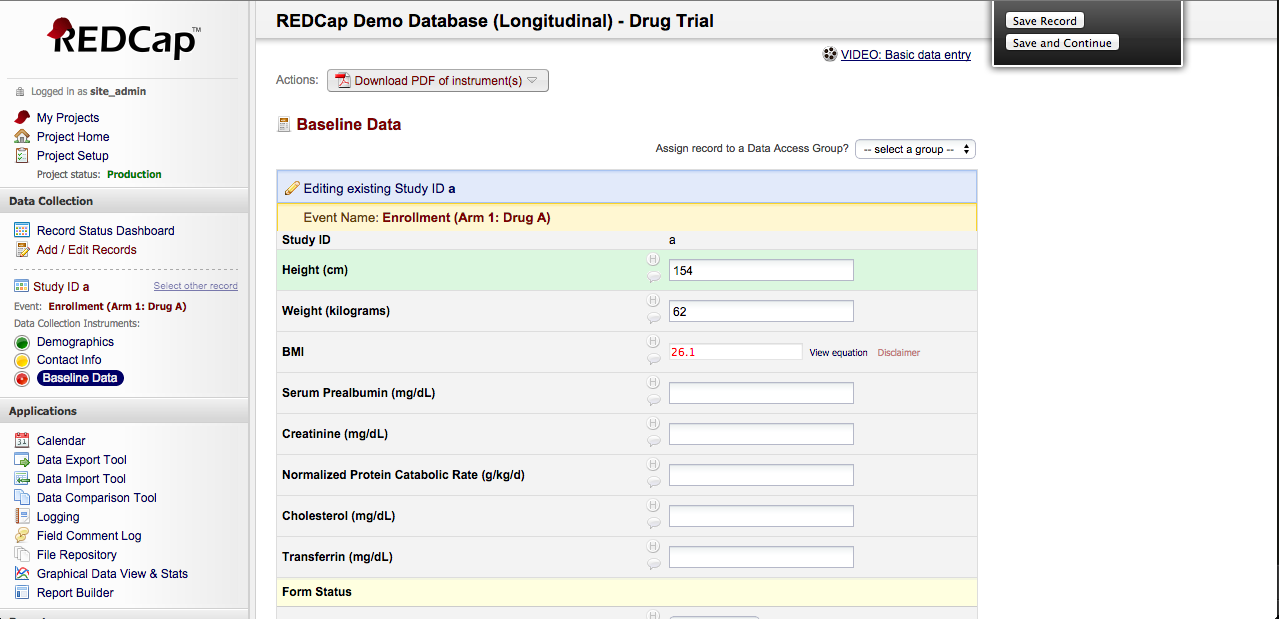 REDCap™
Logged in as site_admin
My Projects
Project Home
Project Setup
Project status: Production
Data Collection
Record Status Dashboard
Add / Edit Records
Study ID a Select other record
Event: Enrollment (Arm 1: Drug A)
Data Collection Instruments:
Demographics
Contact Info
Baseline Data
Applications
Calendar
Data Export Tool
Data Import Tool
Data Comparison Tool
Logging
Field Comment Log
File Repository
Graphical Data View & Stats
Report Builder
REDCap Demo Database (Longitudinal) - Drug Trial
Save Record
Save and Continue
VIDEO: Basic data entry
Actions: Download PDF of instrument(s)
Baseline Data
Assign record to a Data Access Group? -- select a group --
Editing existing Study ID a
Event Name: Enrollment (Arm 1: Drug A)
Study ID a
Height (cm) H 154
Weight (kilograms) H 62
BMI H 26.1 View equation Disclaimer
Serum Prealbumin (mg/dL) H
Creatinine (mg/dL) H
Normalized Protein Catabolic Rate (g/kg/d) H
Cholesterol (mg/dL) H
Transferrin (mg/dL) H
Form Status
H